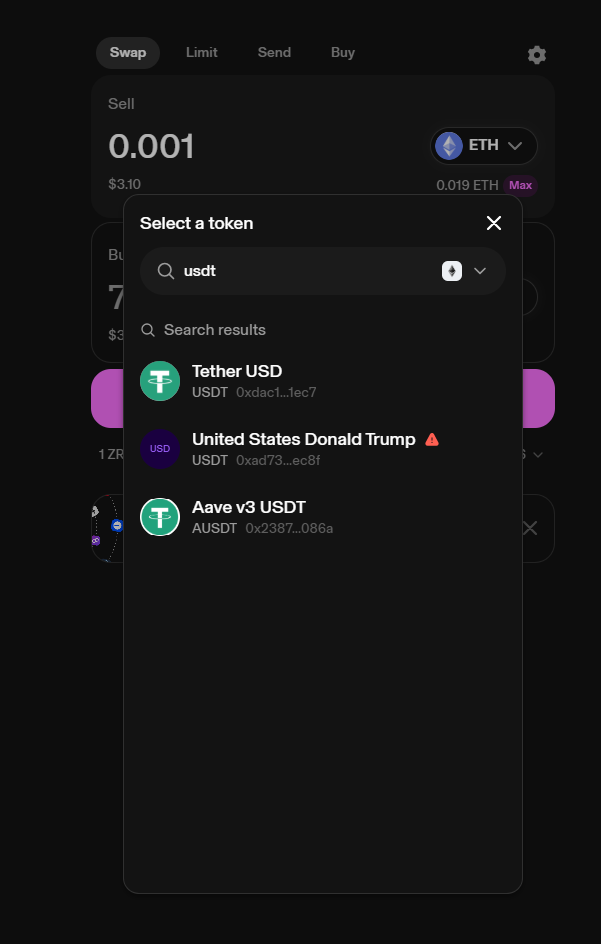 Swap Limit Send Buy
Sell
0.001
ETH
$3.10
0.019 ETH Max
Select a token
usdt
Search results
Tether USD
USDT 0xdac1...1ec7
USD
United States Donald Trump
USDT 0xad73...ec8f
Aave v3 USDT
AUSDT 0x2387...086a
Bu
7
$3
1 ZR